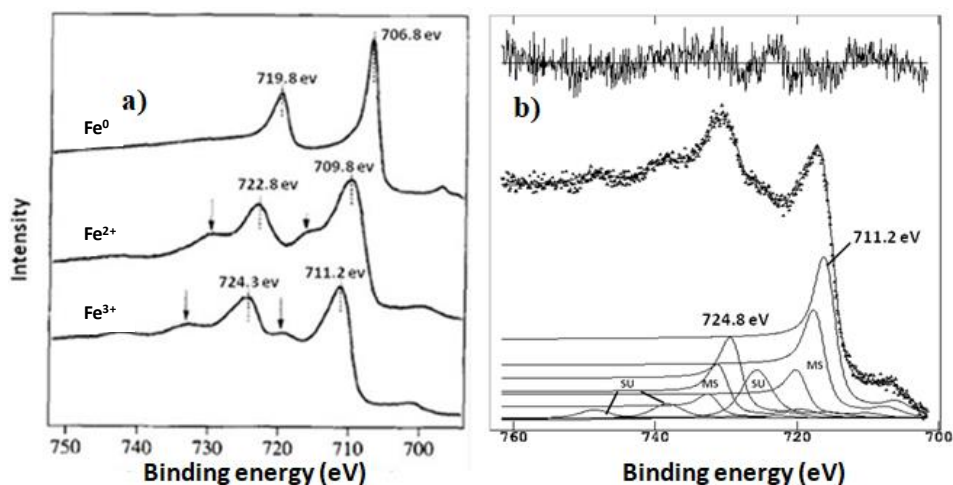 a)
706.8 ev
719.8 ev
Fe0
709.8 ev
722.8 ev
Fe2+
711.2 ev
724.3 ev
Fe3+
Intensity
750 740 730 720 710 700
Binding energy (eV)
b)
711.2 eV
724.8 eV
SU MS SU MS
760 740 720 700
Binding energy (eV)